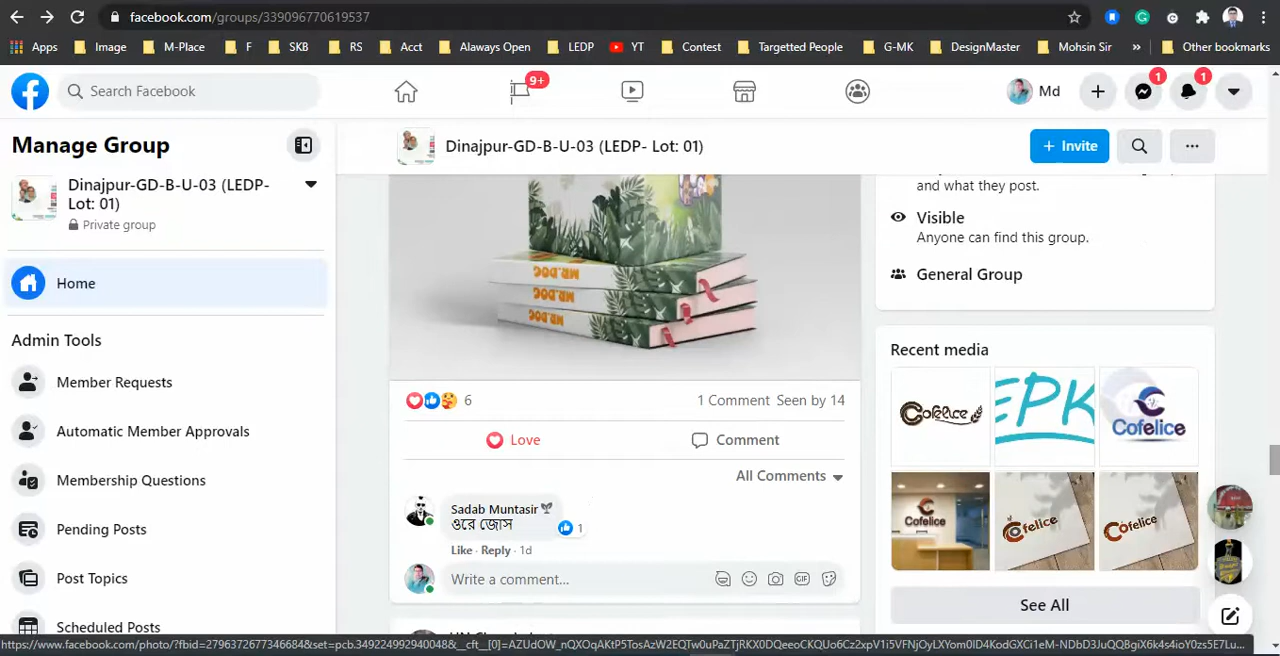 facebook.com/groups/339096770619537
Apps Image M-Place F SKB RS Acct Alaways Open LEDP YT Contest Targetted People G-MK DesignMaster Mohsin Sir » Other bookmarks
Search Facebook 9+ Md 1 1
Manage Group
Dinajpur-GD-B-U-03 (LEDP-
Lot: 01)
Private group
Home
Admin Tools
Member Requests
Automatic Member Approvals
Membership Questions
Pending Posts
Post Topics
Scheduled Posts
Dinajpur-GD-B-U-03 (LEDP- Lot: 01) + Invite
MR.DOG
MR.DOG
MR.DOG
6 1 Comment Seen by 14
Love Comment
All Comments
Sadab Muntasir
ওরে জোস 1
Like · Reply · 1d
Write a comment... GIF
and what they post.
Visible
Anyone can find this group.
General Group
Recent media
Cofelice EPK Cofelice
Cofelice Cofelice Cofelice
See All